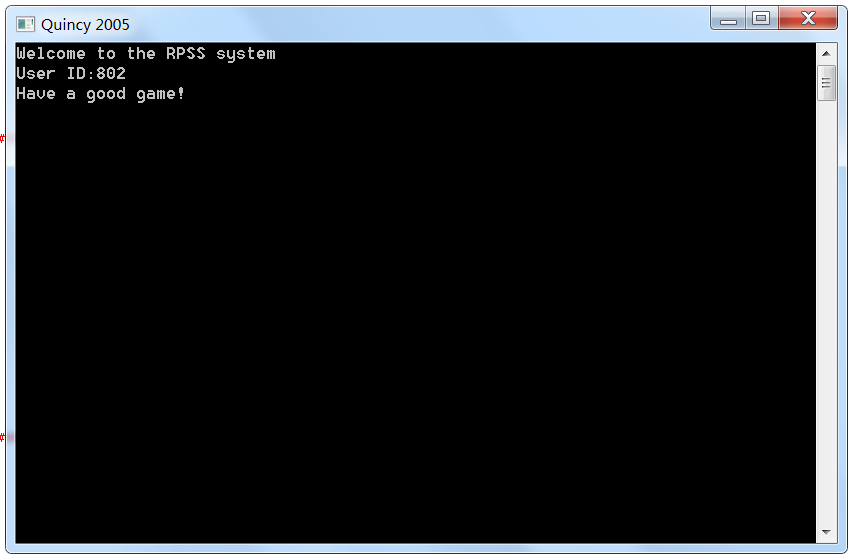 Quincy 2005
Welcome to the RPSS system
User ID:802
Have a good game!
#
#